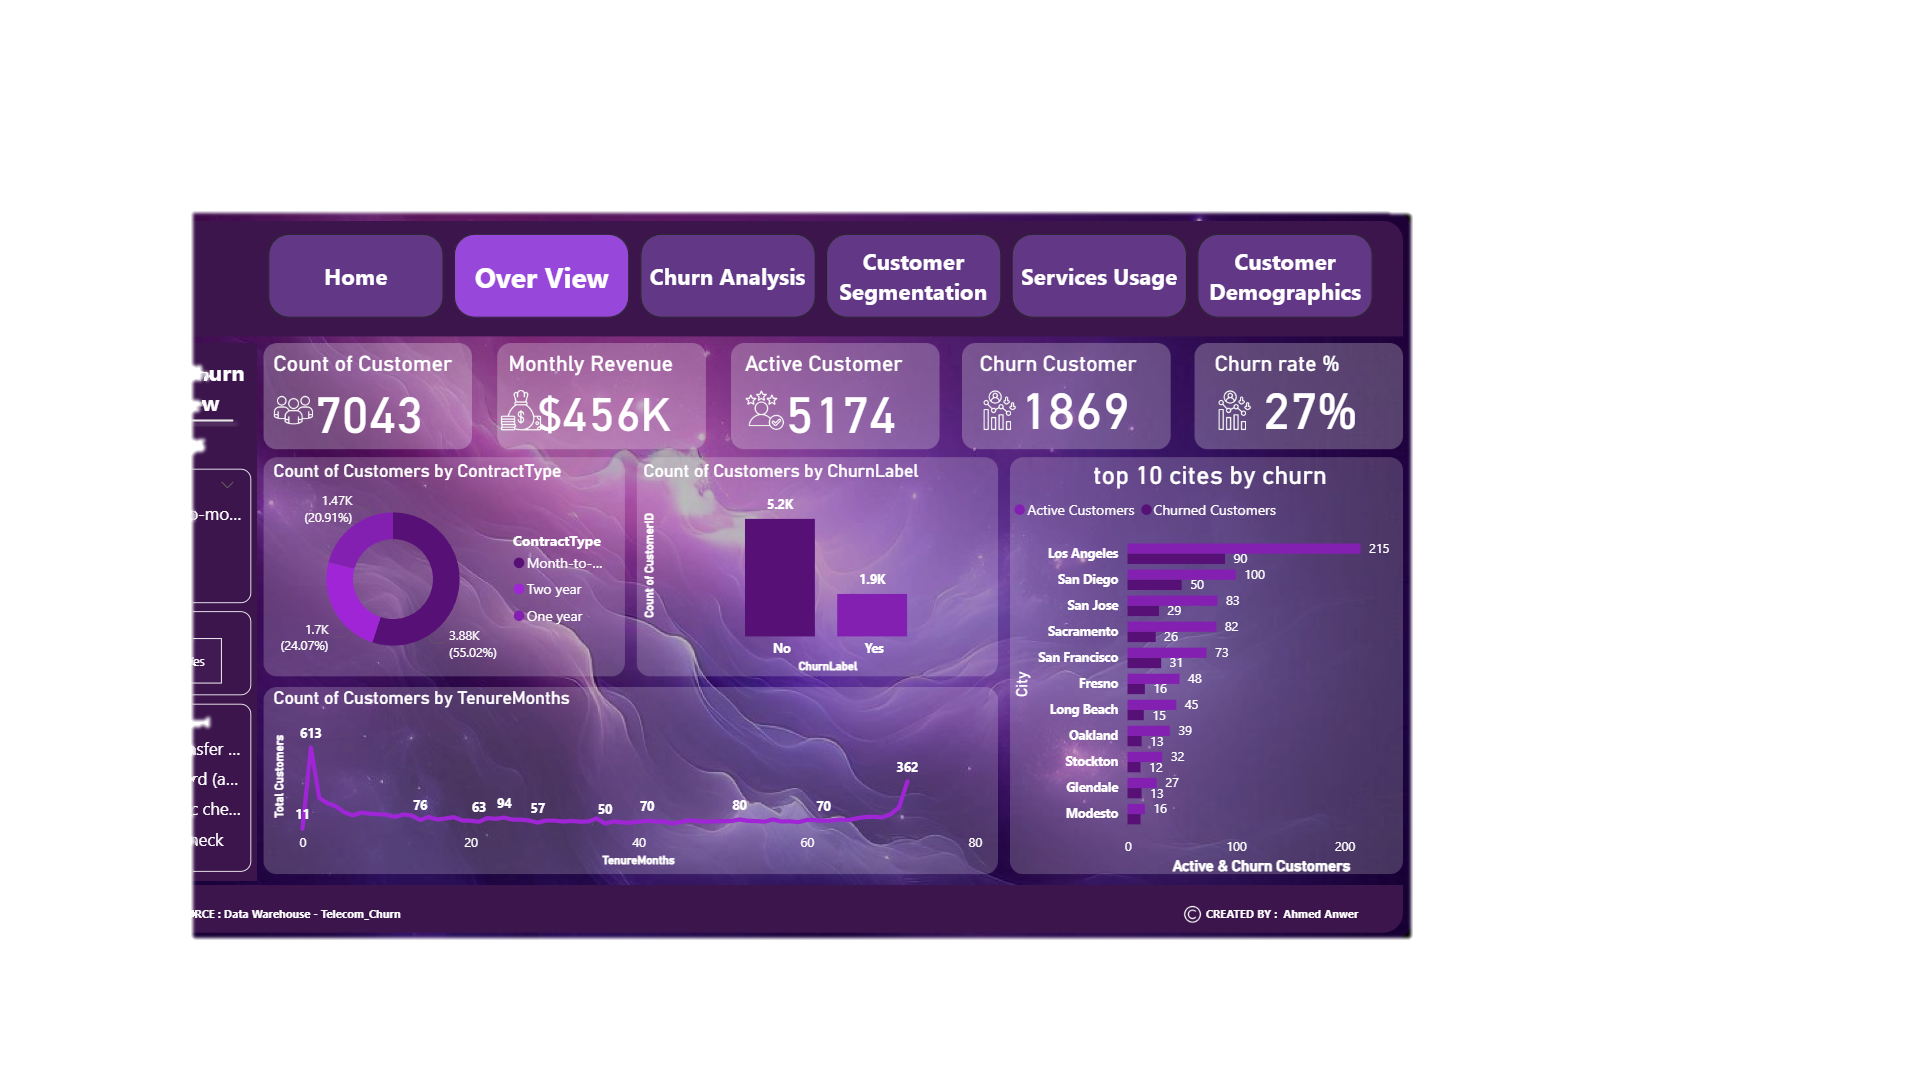 Home
Over View
Churn Analysis
Customer
Segmentation
Services Usage
Customer
Demographics
Count of Customer
7043
Monthly Revenue
$456K
Active Customer
5174
Churn Customer
1869
Churn rate %
27%
Count of Customers by ContractType
1.47K
(20.91%)
1.7K
(24.07%)
3.88K
(55.02%)
ContractType
Month-to-...
Two year
One year
Count of Customers by ChurnLabel
Count of CustomerID
5.2K
1.9K
No
Yes
ChurnLabel
top 10 cites by churn
Active Customers
Churned Customers
City
Los Angeles
215
90
San Diego
100
50
San Jose
83
29
Sacramento
82
26
San Francisco
73
31
Fresno
48
16
Long Beach
45
15
Oakland
39
13
Stockton
32
12
Glendale
27
13
Modesto
16
0
100
200
Active & Churn Customers
Count of Customers by TenureMonths
Total Customers
613
11
76
63
94
57
50
70
80
70
362
0
20
40
60
80
TenureMonths
: Data Warehouse - Telecom_Churn
© CREATED BY : Ahmed Anwer